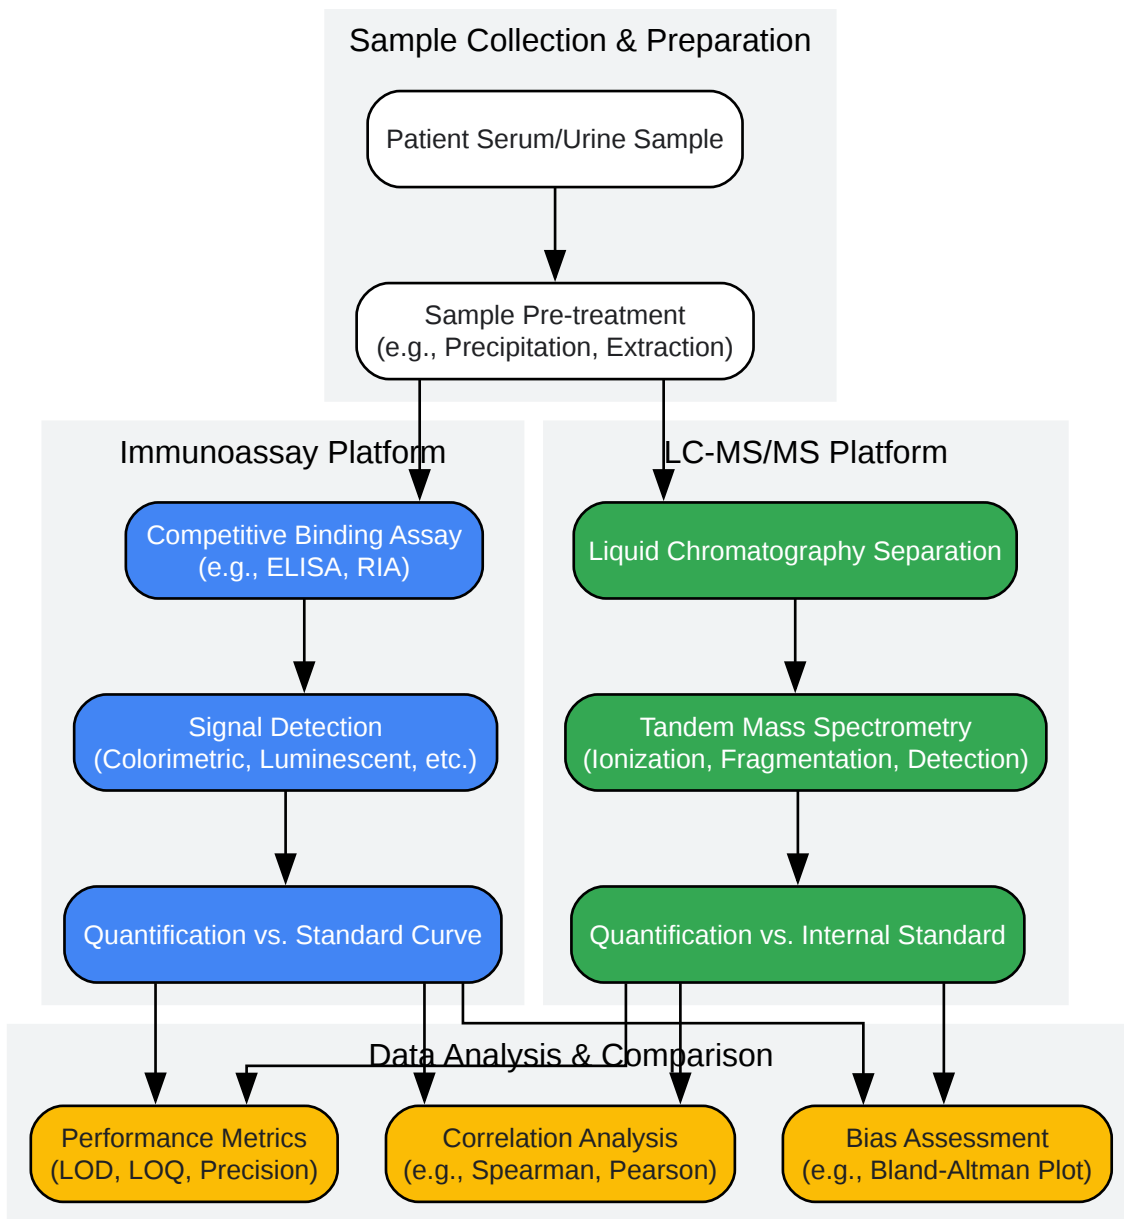 Sample Collection & Preparation
Patient Serum/Urine Sample
Sample Pre-treatment
(e.g., Precipitation, Extraction)
Immunoassay Platform
Competitive Binding Assay
(e.g., ELISA, RIA)
Signal Detection
(Colorimetric, Luminescent, etc.)
Quantification vs. Standard Curve
LC-MS/MS Platform
Liquid Chromatography Separation
Tandem Mass Spectrometry
(Ionization, Fragmentation, Detection)
Quantification vs. Internal Standard
Data Analysis & Comparison
Performance Metrics
(LOD, LOQ, Precision)
Correlation Analysis
(e.g., Spearman, Pearson)
Bias Assessment
(e.g., Bland-Altman Plot)